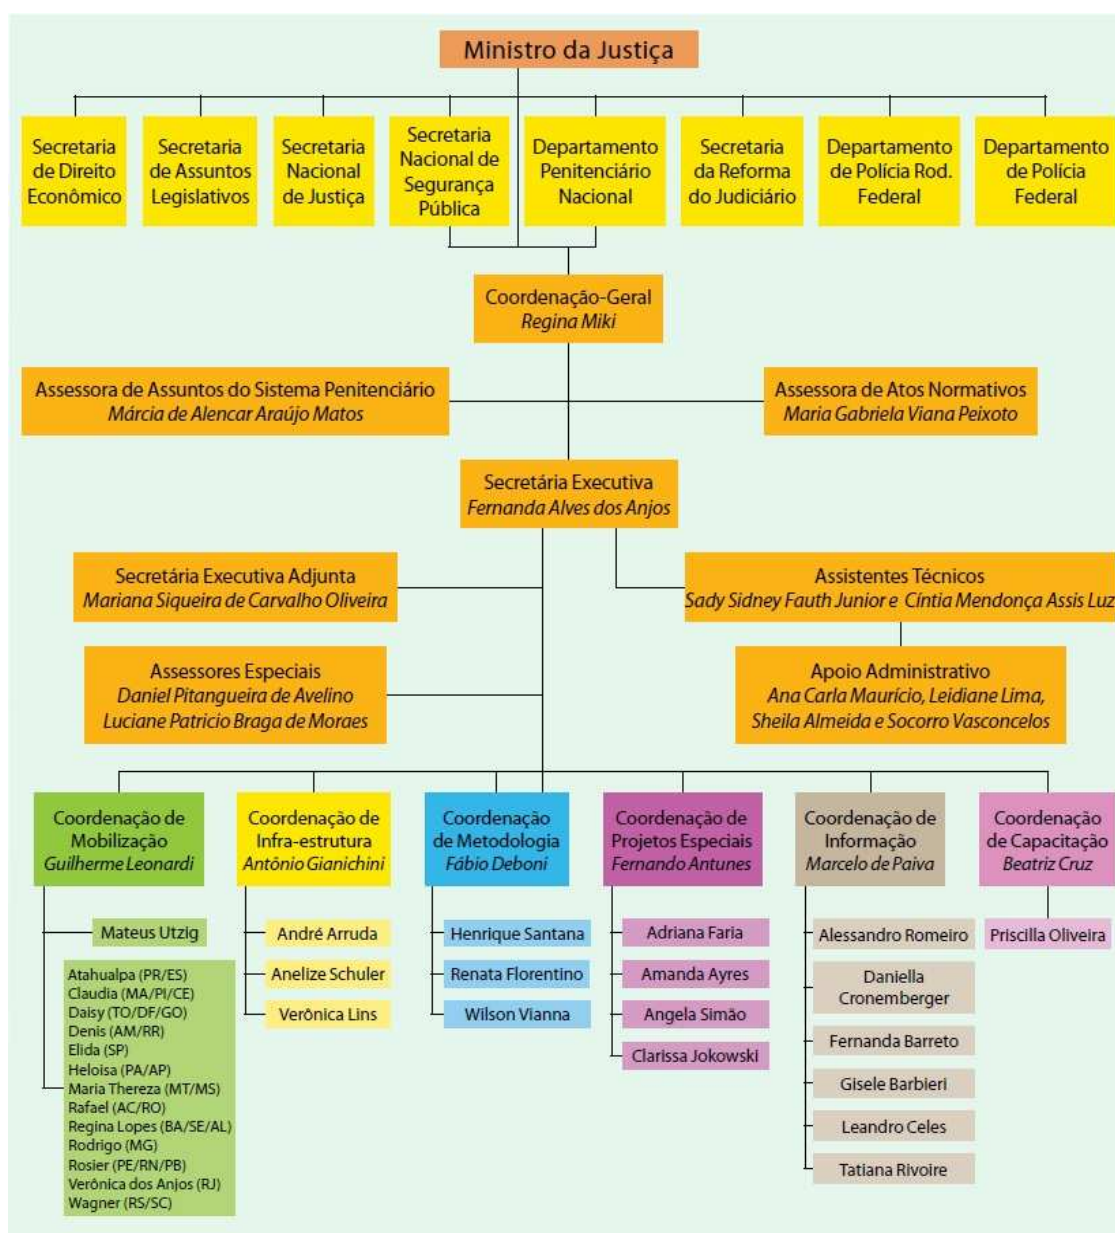 Ministro da Justiça
Secretaria
de Direito
Econômico
Secretaria
de Assuntos
Legislativos
Secretaria
Nacional
de Justiça
Secretaria
Nacional de
Segurança
Pública
Departamento
Penitenciário
Nacional
Secretaria
da Reforma
do Judiciário
Departamento
de Polícia Rod.
Federal
Departamento
de Polícia
Federal
Coordenação-Geral
Regina Miki
Assessora de Assuntos do Sistema Penitenciário
Márcia de Alencar Araújo Matos
Assessora de Atos Normativos
Maria Gabriela Viana Peixoto
Secretária Executiva
Fernanda Alves dos Anjos
Secretária Executiva Adjunta
Mariana Siqueira de Carvalho Oliveira
Assistentes Técnicos
Sady Sidney Fauth Junior e Cíntia Mendonça Assis Luz
Assessores Especiais
Daniel Pitangueira de Avelino
Luciane Patricio Braga de Moraes
Apoio Administrativo
Ana Carla Maurício, Leidiane Lima,
Sheila Almeida e Socorro Vasconcelos
Coordenação de
Mobilização
Guilherme Leonardi
Coordenação de
Infra-estrutura
Antônio Gianichini
Coordenação
de Metodologia
Fábio Deboni
Coordenação de
Projetos Especiais
Fernando Antunes
Coordenação de
Informação
Marcelo de Paiva
Coordenação
de Capacitação
Beatriz Cruz
Mateus Utzig
Atahualpa (PR/ES)
Claudia (MA/PI/CE)
Daisy (TO/DF/GO)
Denis (AM/RR)
Elida (SP)
Heloisa (PA/AP)
Maria Thereza (MT/MS)
Rafael (AC/RO)
Regina Lopes (BA/SE/AL)
Rodrigo (MG)
Rosier (PE/RN/PB)
Verônica dos Anjos (RJ)
Wagner (RS/SC)
André Arruda
Anelize Schuler
Verônica Lins
Henrique Santana
Renata Florentino
Wilson Vianna
Adriana Faria
Amanda Ayres
Angela Simão
Clarissa Jokowski
Alessandro Romeiro
Daniella
Cronemberger
Fernanda Barreto
Gisele Barbieri
Leandro Celes
Tatiana Rivoire
Priscilla Oliveira